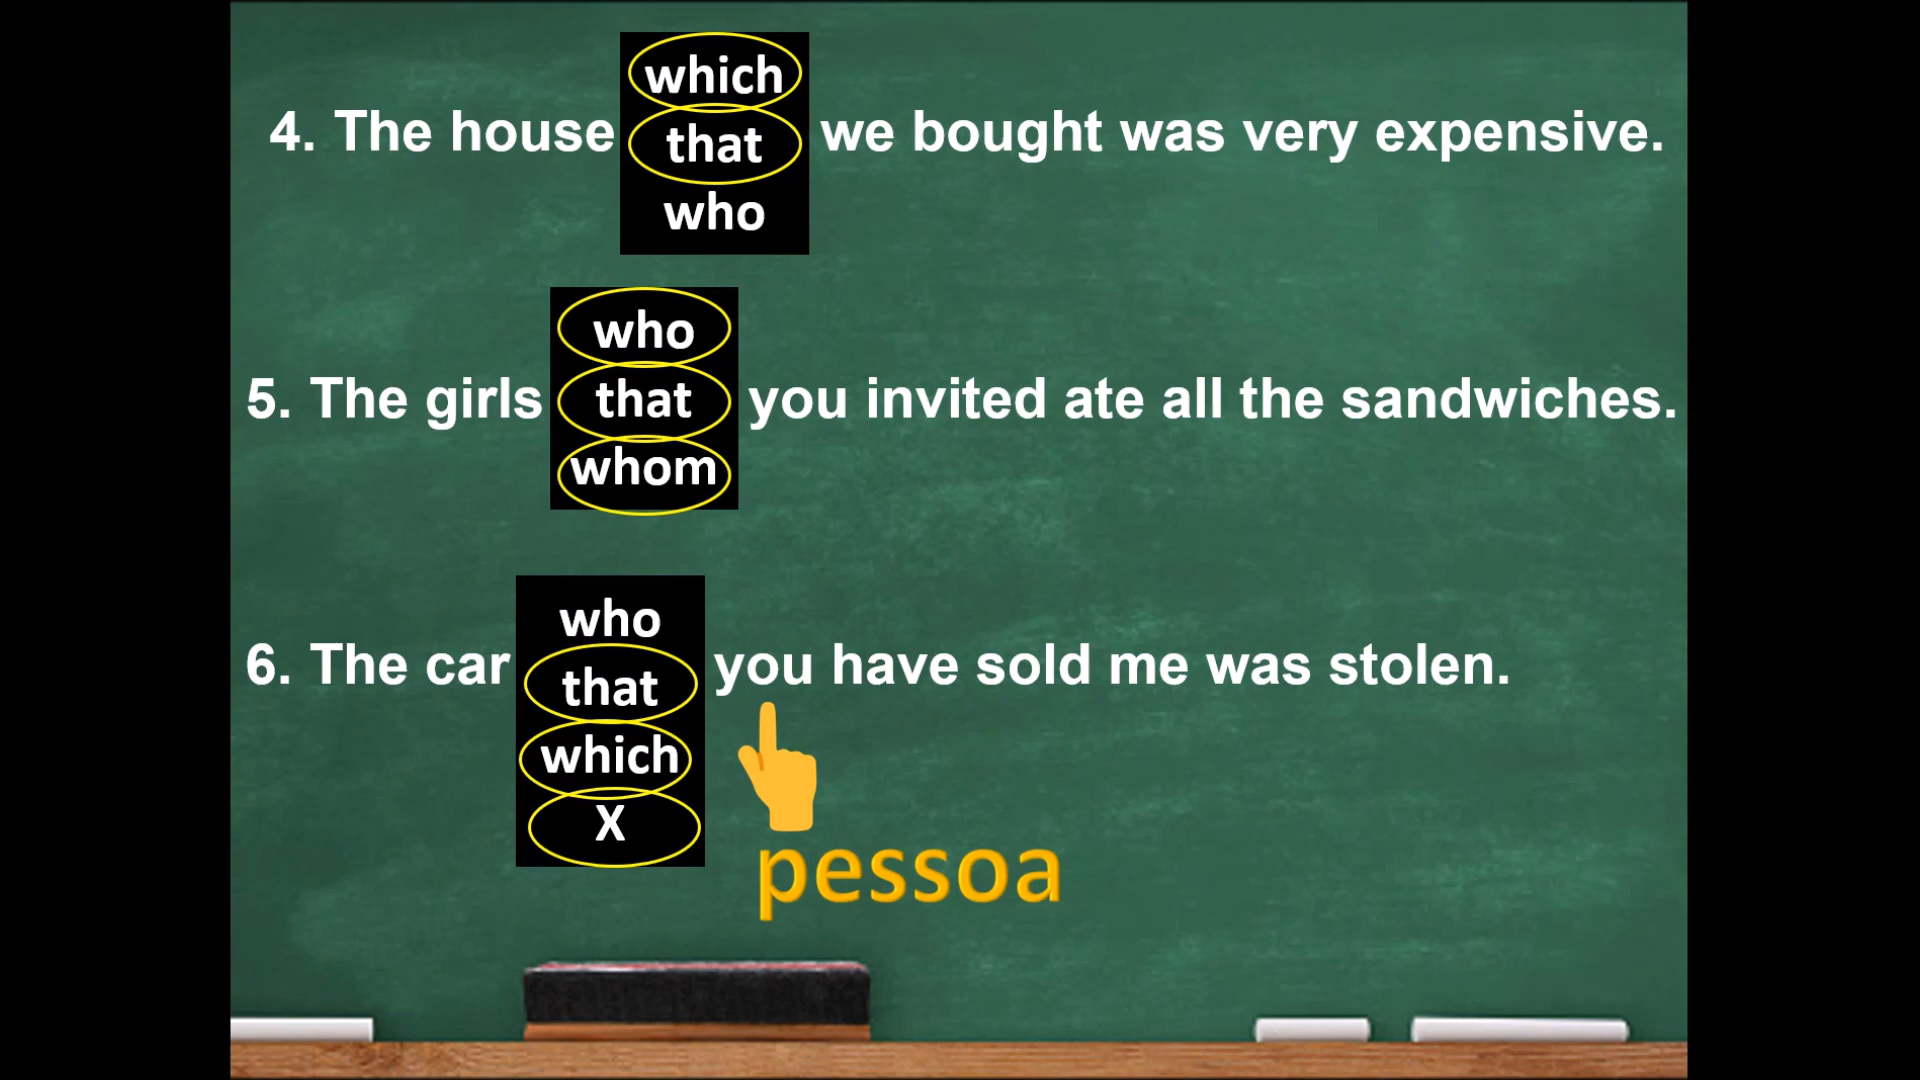 4. The house which we bought was very expensive.
that
who
5. The girls who you invited ate all the sandwiches.
that
whom
6. The car who you have sold me was stolen.
that
which
X
pessoa